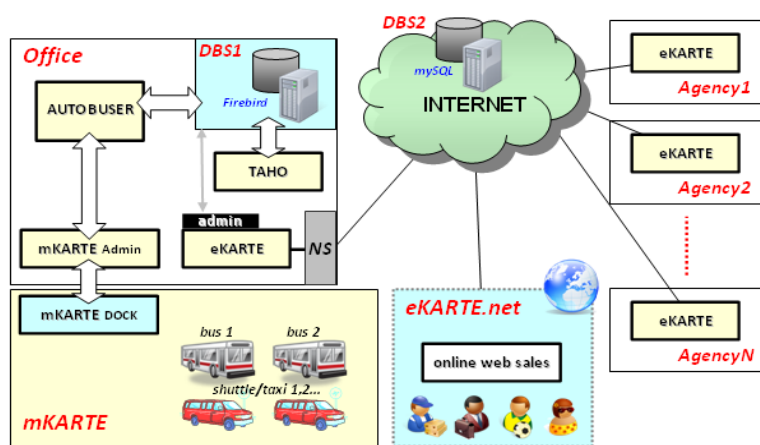 Office
DBS1
Firebird
AUTOBUSER
TAHO
admin
eKARTE
NS
mKARTE Admin
mKARTE DOCK
bus 1
bus 2
shuttle/taxi 1,2...
mKARTE
DBS2
mySQL
INTERNET
eKARTE.net
online web sales
eKARTE
Agency1
eKARTE
Agency2
eKARTE
AgencyN